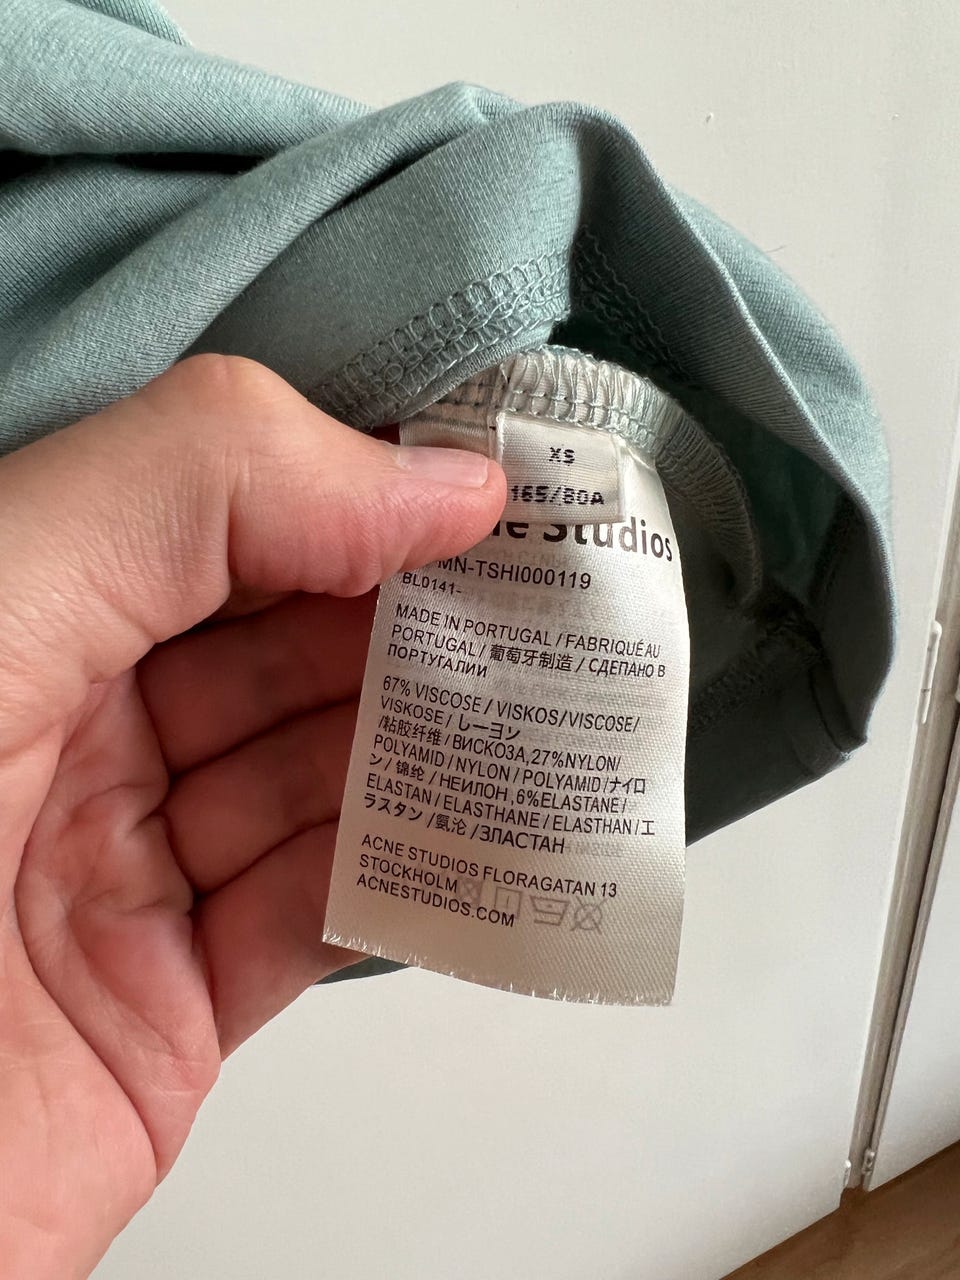 XS
165/80A
Studios
MN-TSHI000119
BL0141-
MADE IN PORTUGAL / FABRIQUÉ AU
PORTUGAL / 葡萄牙制造 / СДЕЛАНО В
ПОРТУГАЛИИ
67% VISCOSE / VISKOS/VISCOSE/
VISKOSE / レーヨン
/粘胶纤维 / ВИСКОЗА,27%NYLON/
POLYAMID / NYLON / POLYAMID /ナイロ
ン / 锦纶 / НЕЙЛОН ,6%ELASTANE/
ELASTAN / ELASTHANE / ELASTHAN / エ
ラスタン / 氨沦 / ЭЛАСТАН
ACNE STUDIOS FLORAGATAN 13
STOCKHOLM
ACNESTUDIOS.COM